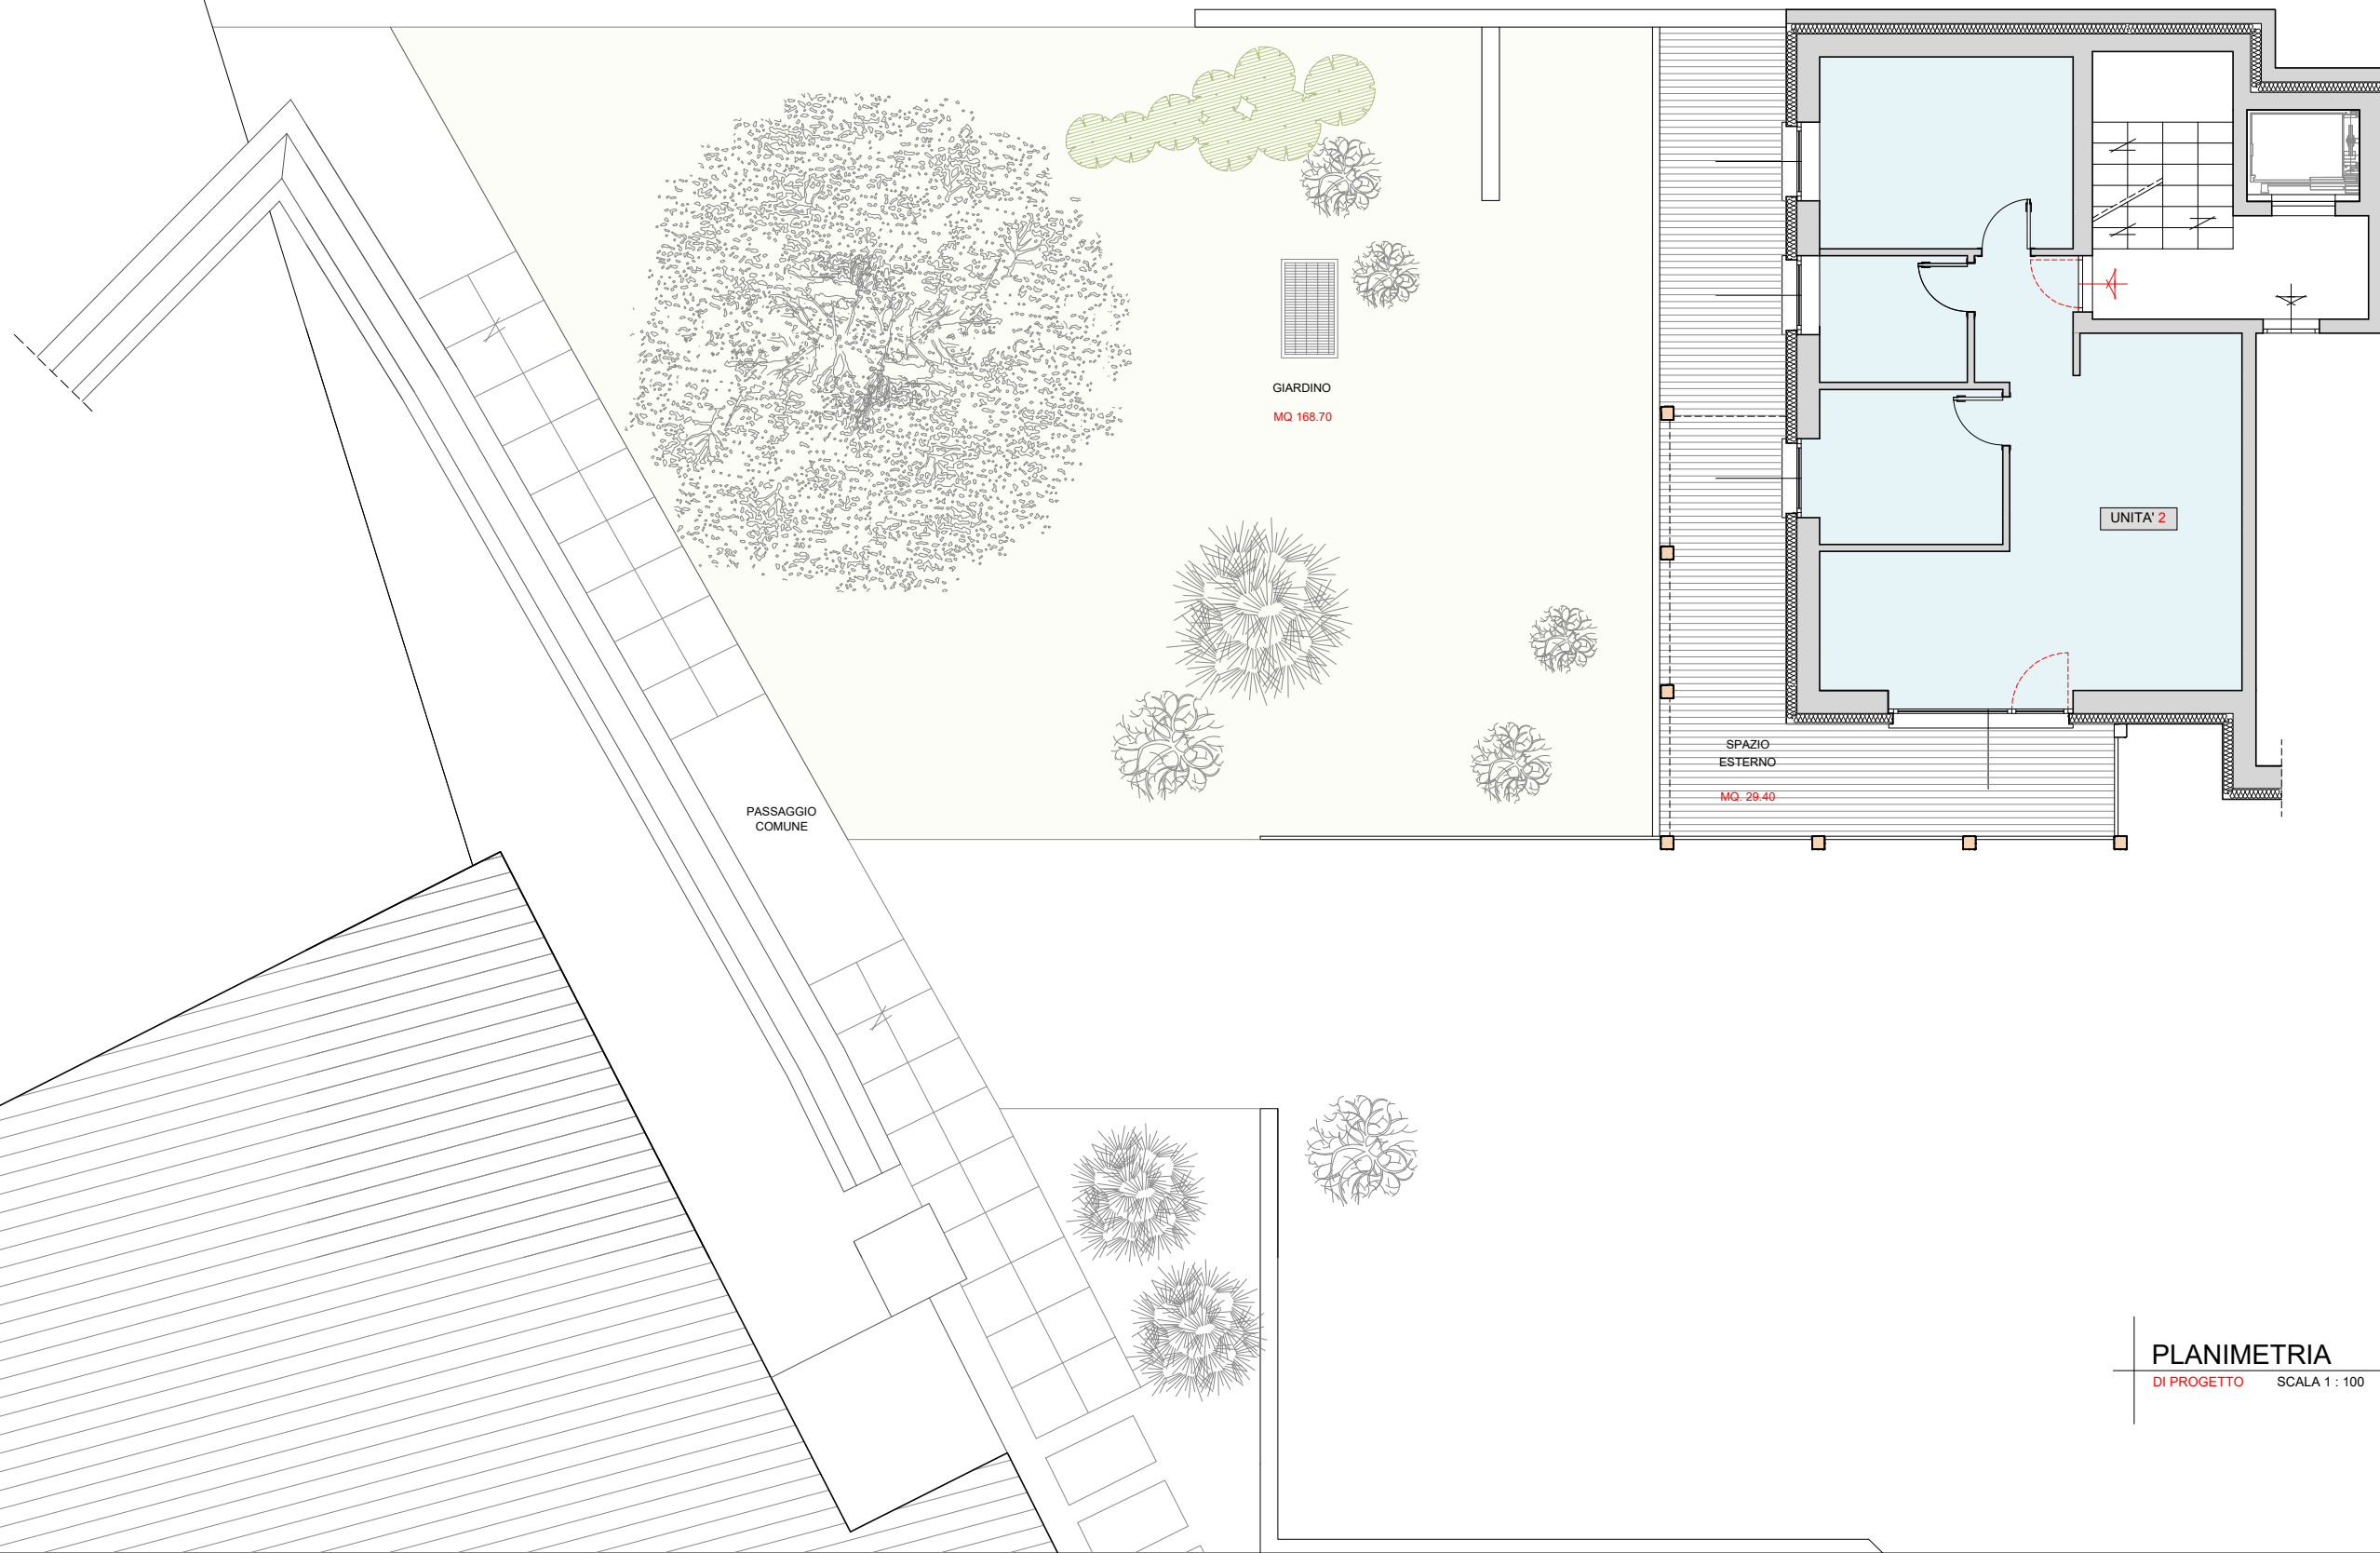 GIARDINO
MQ 168.70
UNITA' 2
SPAZIO
ESTERNO
MQ. 29.40
PASSAGGIO
COMUNE
PLANIMETRIA
DI PROGETTO SCALA 1 : 100